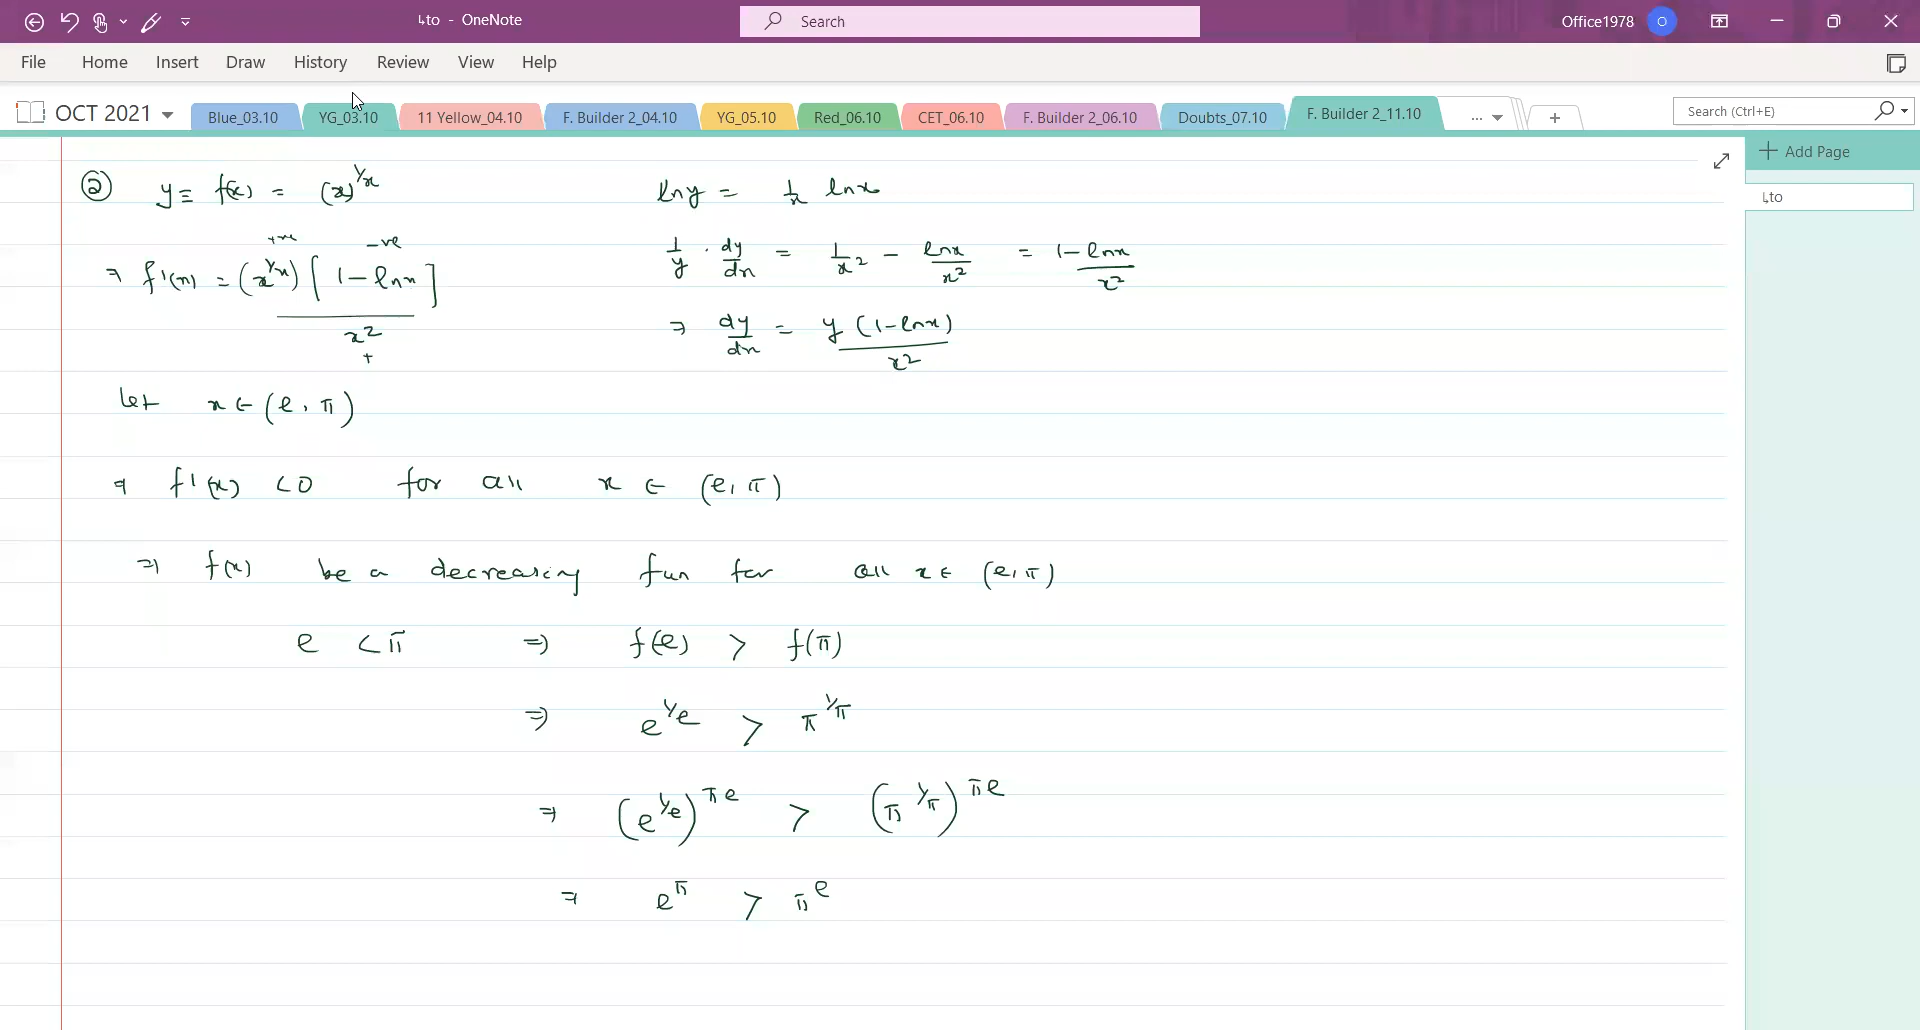 ↳to - OneNote
Search
Office1978 O
File Home Insert Draw History Review View Help
OCT 2021 Blue_03.10 YG_03.10 11 Yellow_04.10 F. Builder 2_04.10 YG_05.10 Red_06.10 CET_06.10 F. Builder 2_06.10 Doubts_07.10 F. Builder 2_11.10 ... +
Search (Ctrl+E)
+ Add Page
↳to
② y ≡ f(x) = (x)^(1/x)
⇒ f'(x) = (x^(1/x)) [1 - ln x] / x²
+ve -ve
+
ln y = 1/x ln x
1/y · dy/dx = 1/x² - ln x/x² = (1 - ln x)/x²
⇒ dy/dx = y (1 - ln x)/x²
let x ∈ (e, π)
⇒ f'(x) < 0 for all x ∈ (e, π)
⇒ f(x) be a decreasing fun for all x ∈ (e, π)
e < π ⇒ f(e) > f(π)
⇒ e^(1/e) > π^(1/π)
⇒ (e^(1/e))^(πe) > (π^(1/π))^(πe)
⇒ e^π > π^e